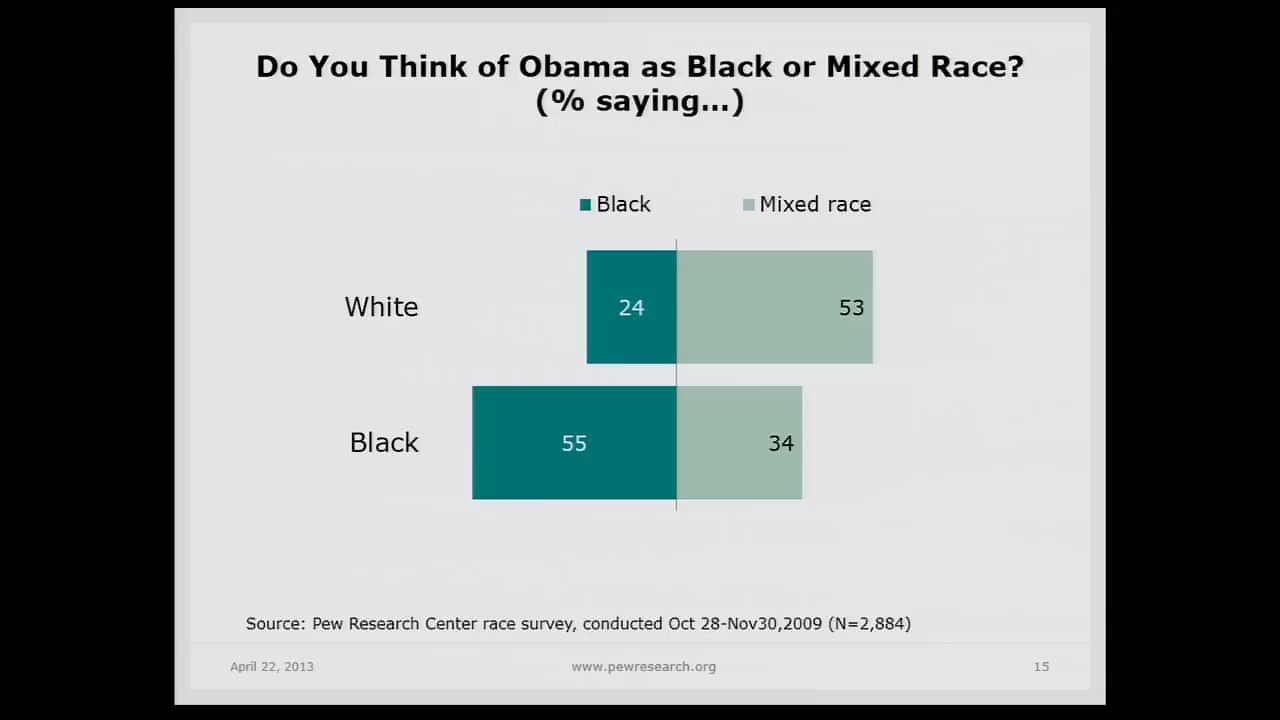 Do You Think of Obama as Black or Mixed Race?
(% saying...)
Black Mixed race
White 24 53
Black 55 34
Source: Pew Research Center race survey, conducted Oct 28-Nov30,2009 (N=2,884)
April 22, 2013 www.pewresearch.org 15